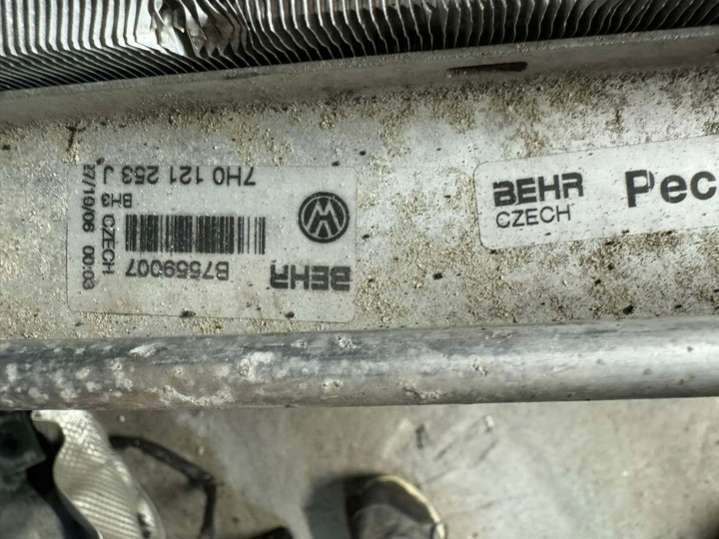 BEHR
B7559007
CZECH
BH3
7H0 121 253 J
27/19/06 00:03
BEHR
CZECH
Pec